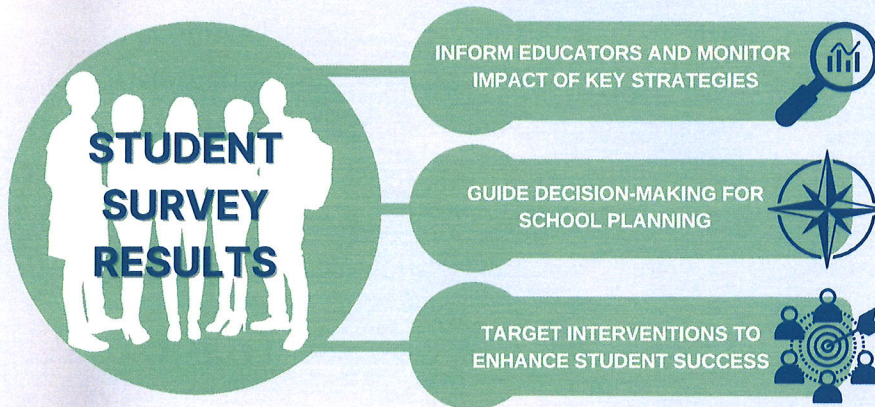 STUDENT
SURVEY
RESULTS
INFORM EDUCATORS AND MONITOR
IMPACT OF KEY STRATEGIES
GUIDE DECISION-MAKING FOR
SCHOOL PLANNING
TARGET INTERVENTIONS TO
ENHANCE STUDENT SUCCESS